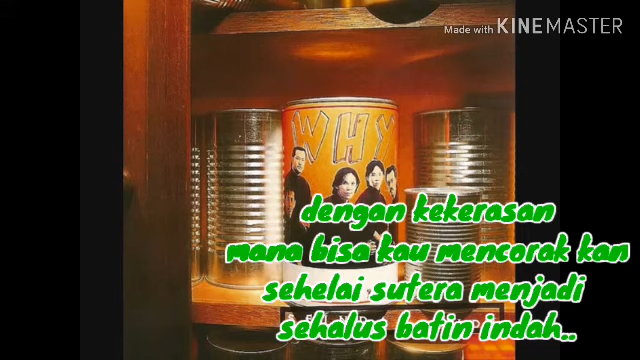 Made with KINEMASTER
WHY
dengan kekerasan
mana bisa kau mencorak kan
sehelai sutera menjadi
sehalus batin indah..